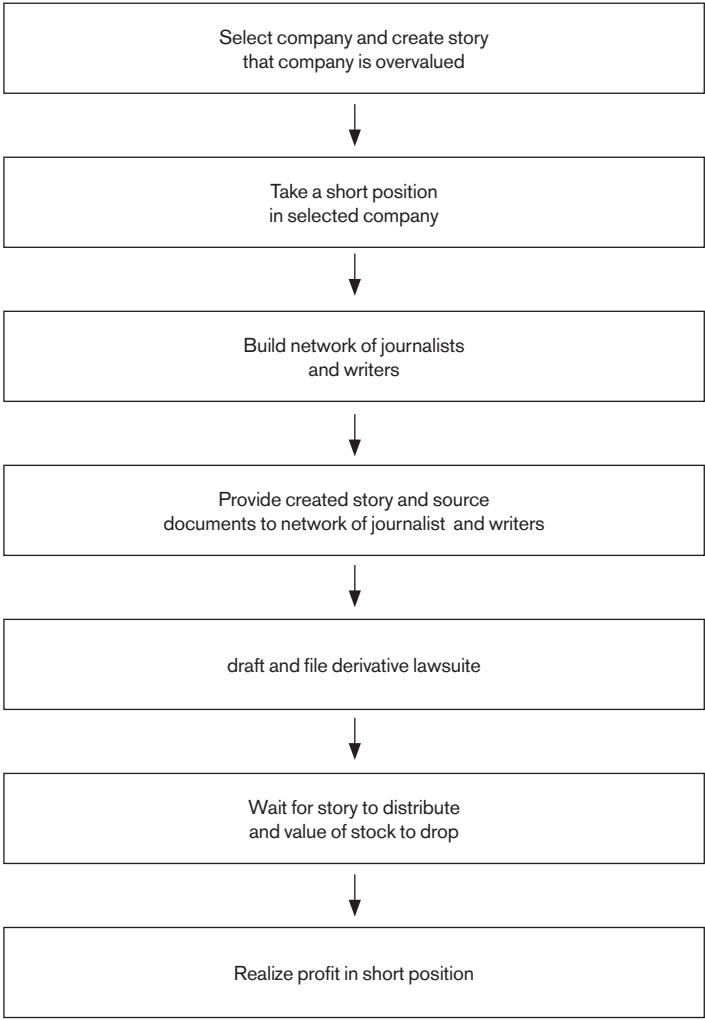 Select company and create story
that company is overvalued
Take a short position
in selected company
Build network of journalists
and writers
Provide created story and source
documents to network of journalist and writers
draft and file derivative lawsuite
Wait for story to distribute
and value of stock to drop
Realize profit in short position